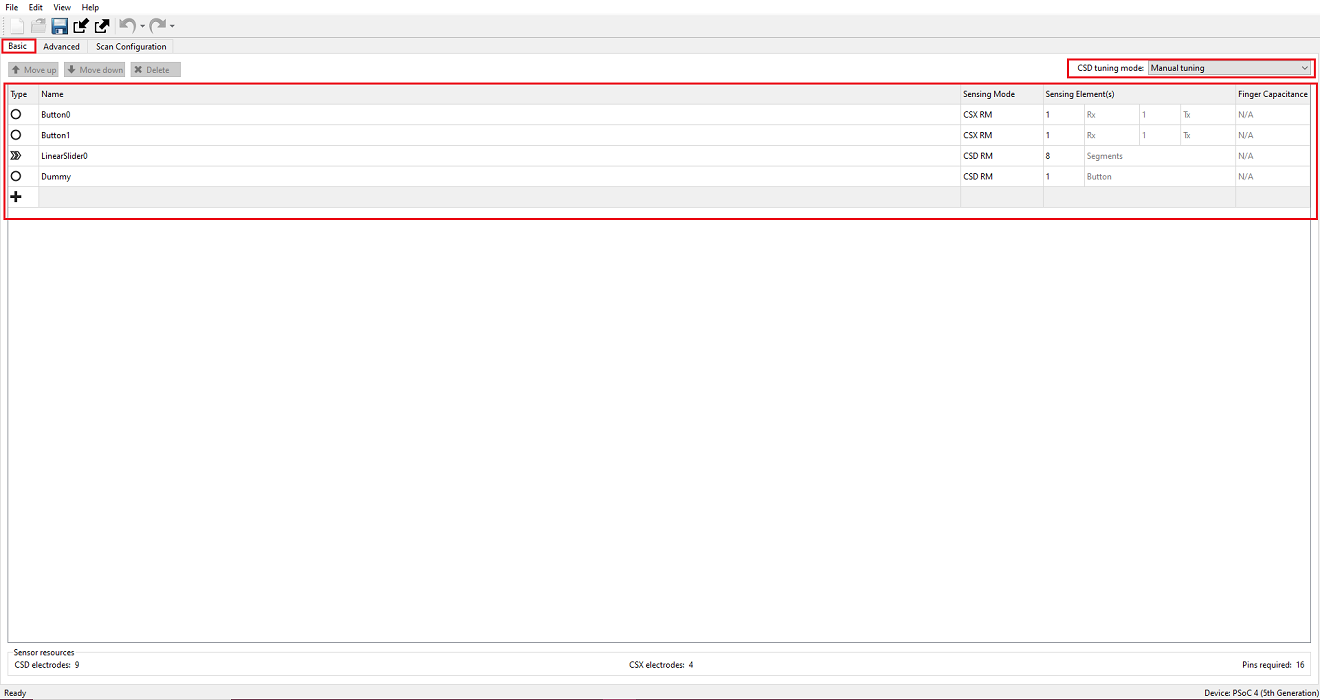 File Edit View Help
Basic Advanced Scan Configuration
Move up Move down Delete CSD tuning mode: Manual tuning
Type Name Sensing Mode Sensing Element(s) Finger Capacitance
Button0 CSX RM 1 Rx 1 Tx N/A
Button1 CSX RM 1 Rx 1 Tx N/A
LinearSlider0 CSD RM 8 Segments N/A
Dummy CSD RM 1 Button N/A
Sensor resources
CSD electrodes: 9 CSX electrodes: 4 Pins required: 16
Ready Device: PSoC 4 (5th Generation)